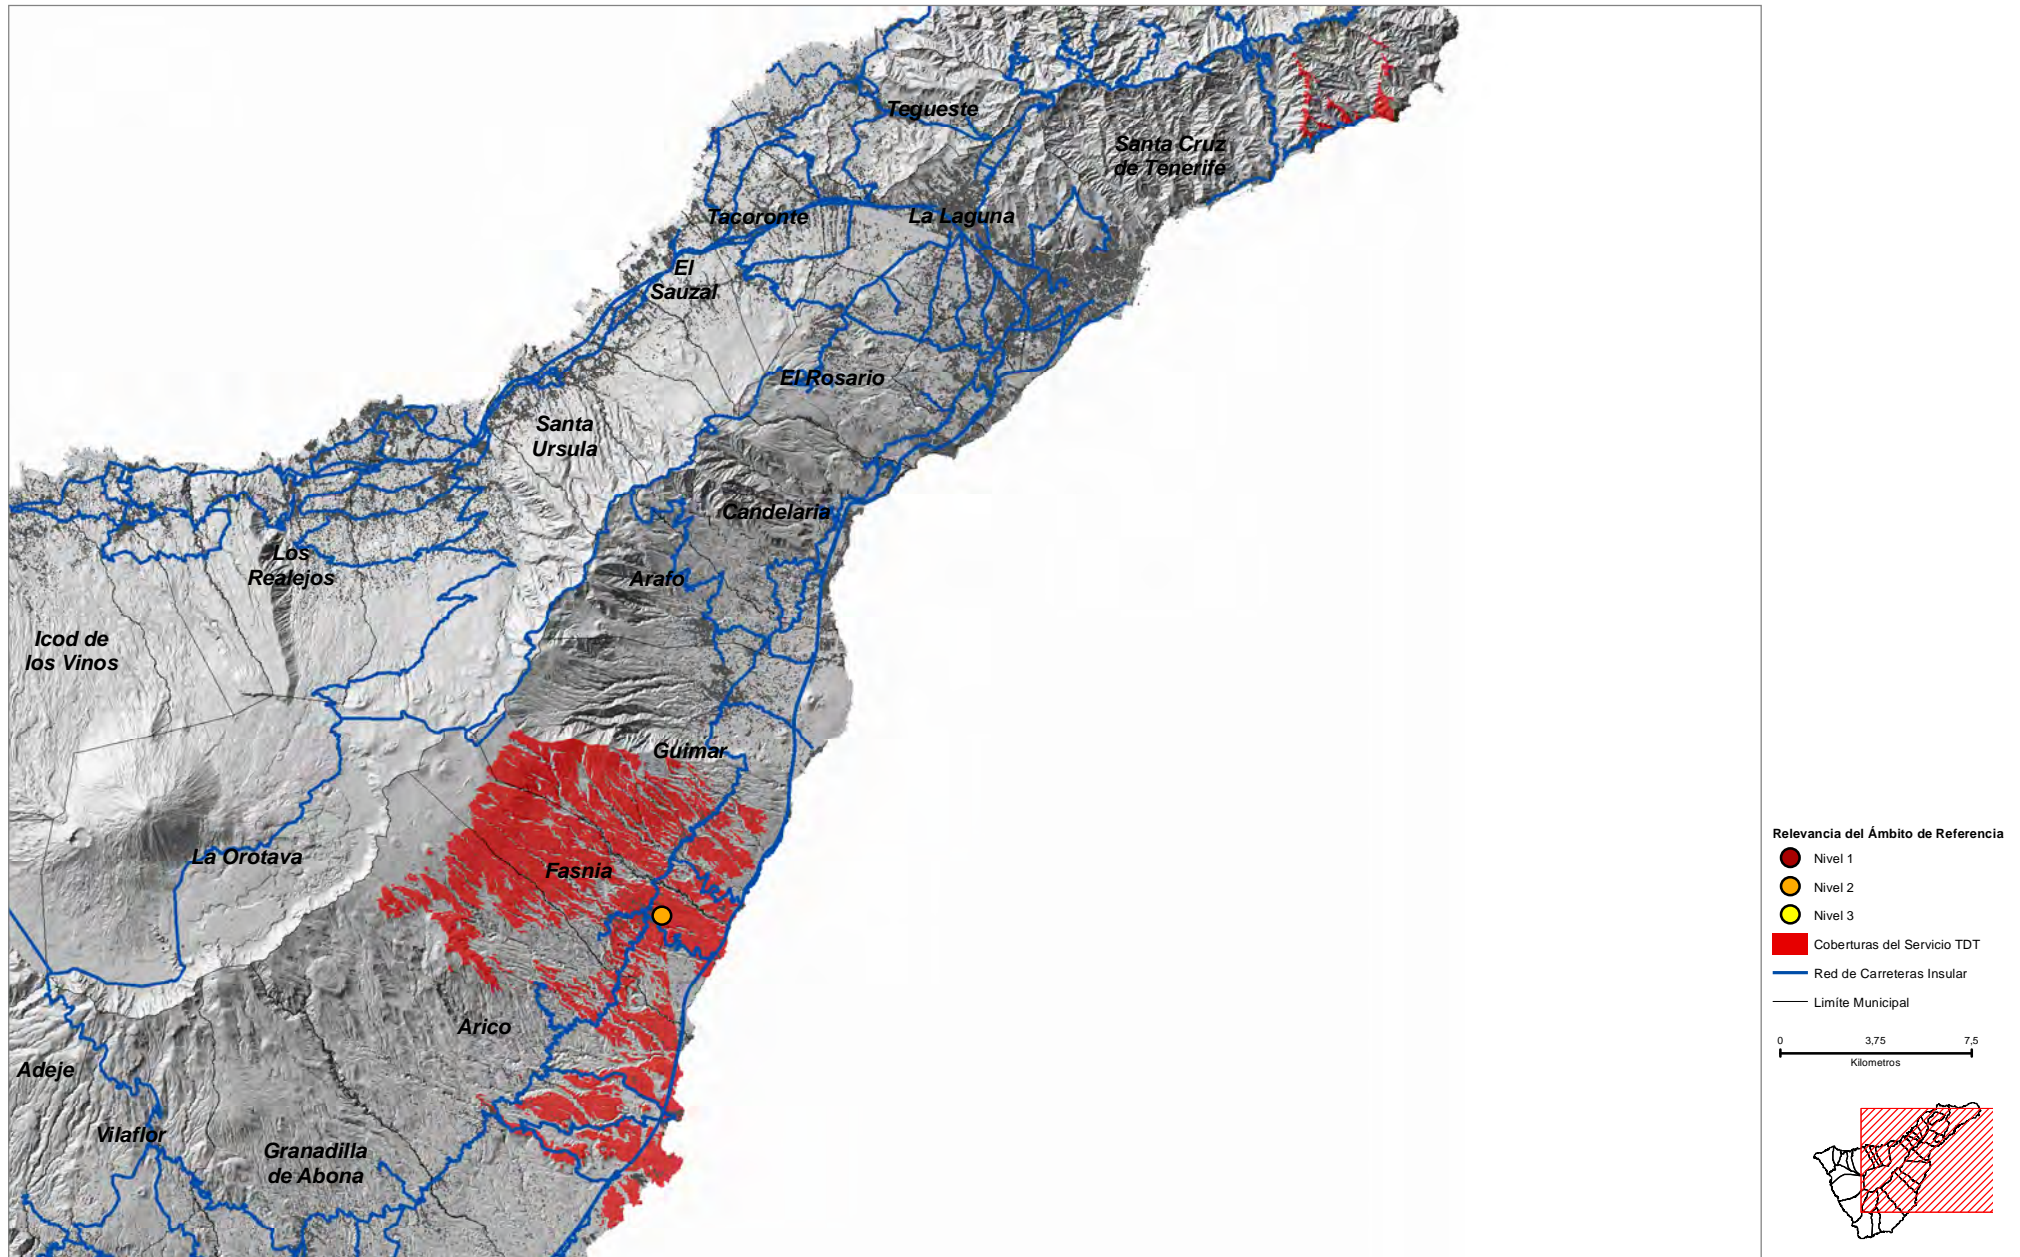 Tegueste
Santa Cruz
de Tenerife
Tacoronte
La Laguna
El
Sauzal
El Rosario
Santa
Ursula
Candelaria
Los
Realejos
Arafo
Icod de
los Vinos
Guimar
La Orotava
Fasnia
Arico
Adeje
Vilaflor
Granadilla
de Abona
Relevancia del Ámbito de Referencia
Nivel 1
Nivel 2
Nivel 3
Coberturas del Servicio TDT
Red de Carreteras Insular
Limíte Municipal
0 3,75 7,5
Kilometros